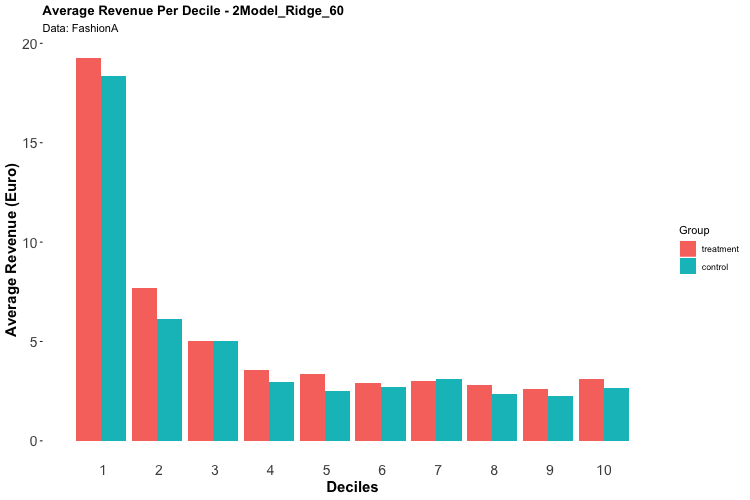 Average Revenue Per Decile - 2Model_Ridge_60
Data: FashionA
Average Revenue (Euro)
20
15
10
5
0
1 2 3 4 5 6 7 8 9 10
Deciles
Group
treatment
control